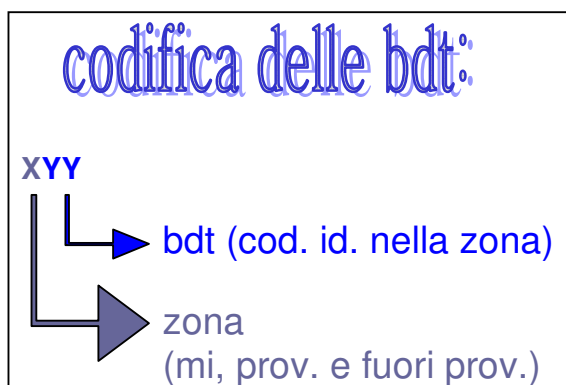 codifica delle bdt:
XYY
bdt (cod. id. nella zona)
zona
(mi, prov. e fuori prov.)